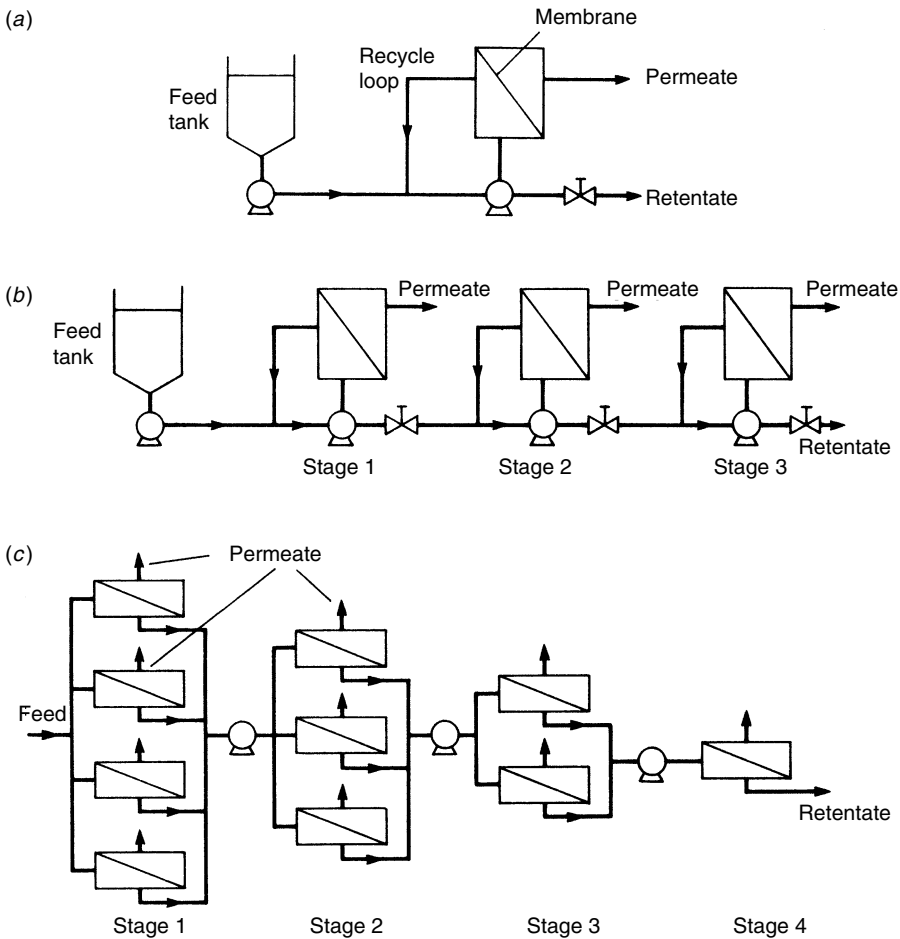 (a)
Membrane
Recycle
loop
Permeate
Feed
tank
Retentate
(b)
Permeate
Permeate
Permeate
Feed
tank
Retentate
Stage 1
Stage 2
Stage 3
(c)
Permeate
Feed
Retentate
Stage 1
Stage 2
Stage 3
Stage 4